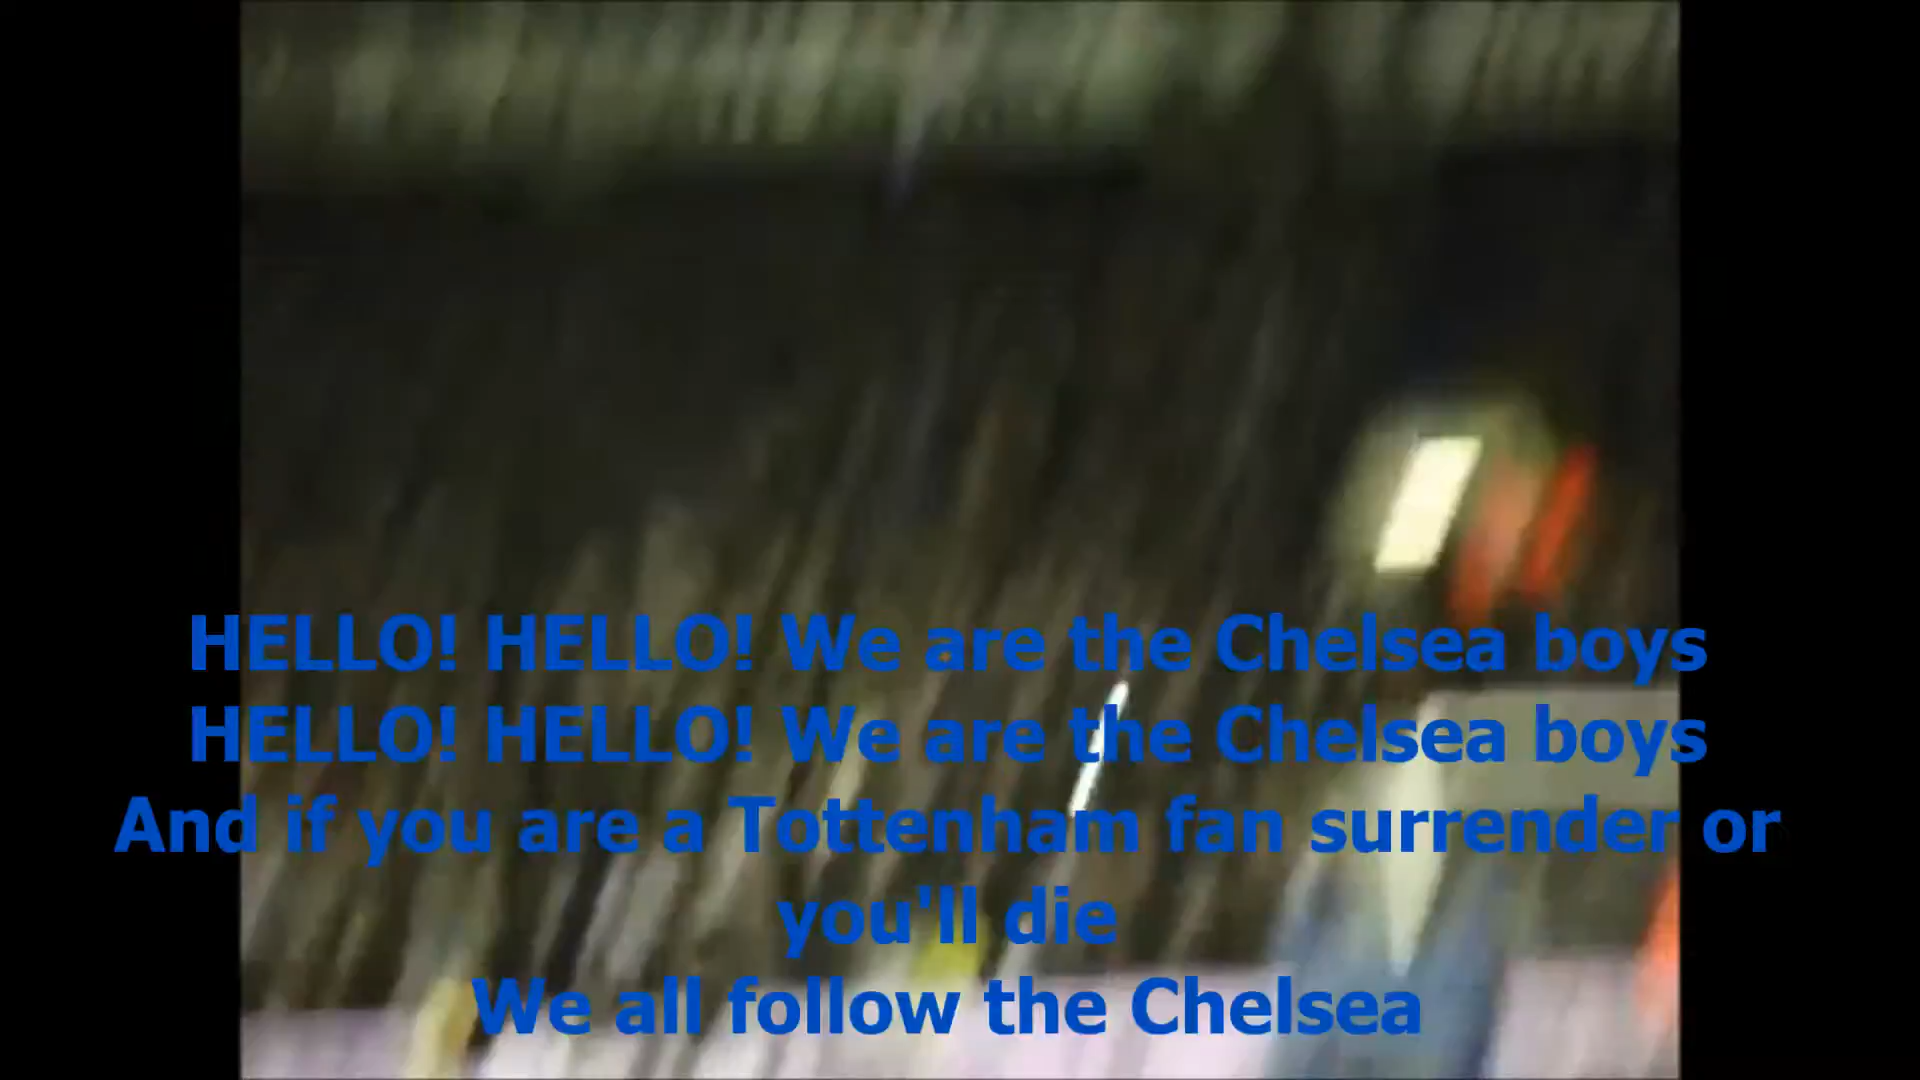 HELLO! HELLO! We are the Chelsea boys
HELLO! HELLO! We are the Chelsea boys
And if you are a Tottenham fan surrender or
you'll die
We all follow the Chelsea